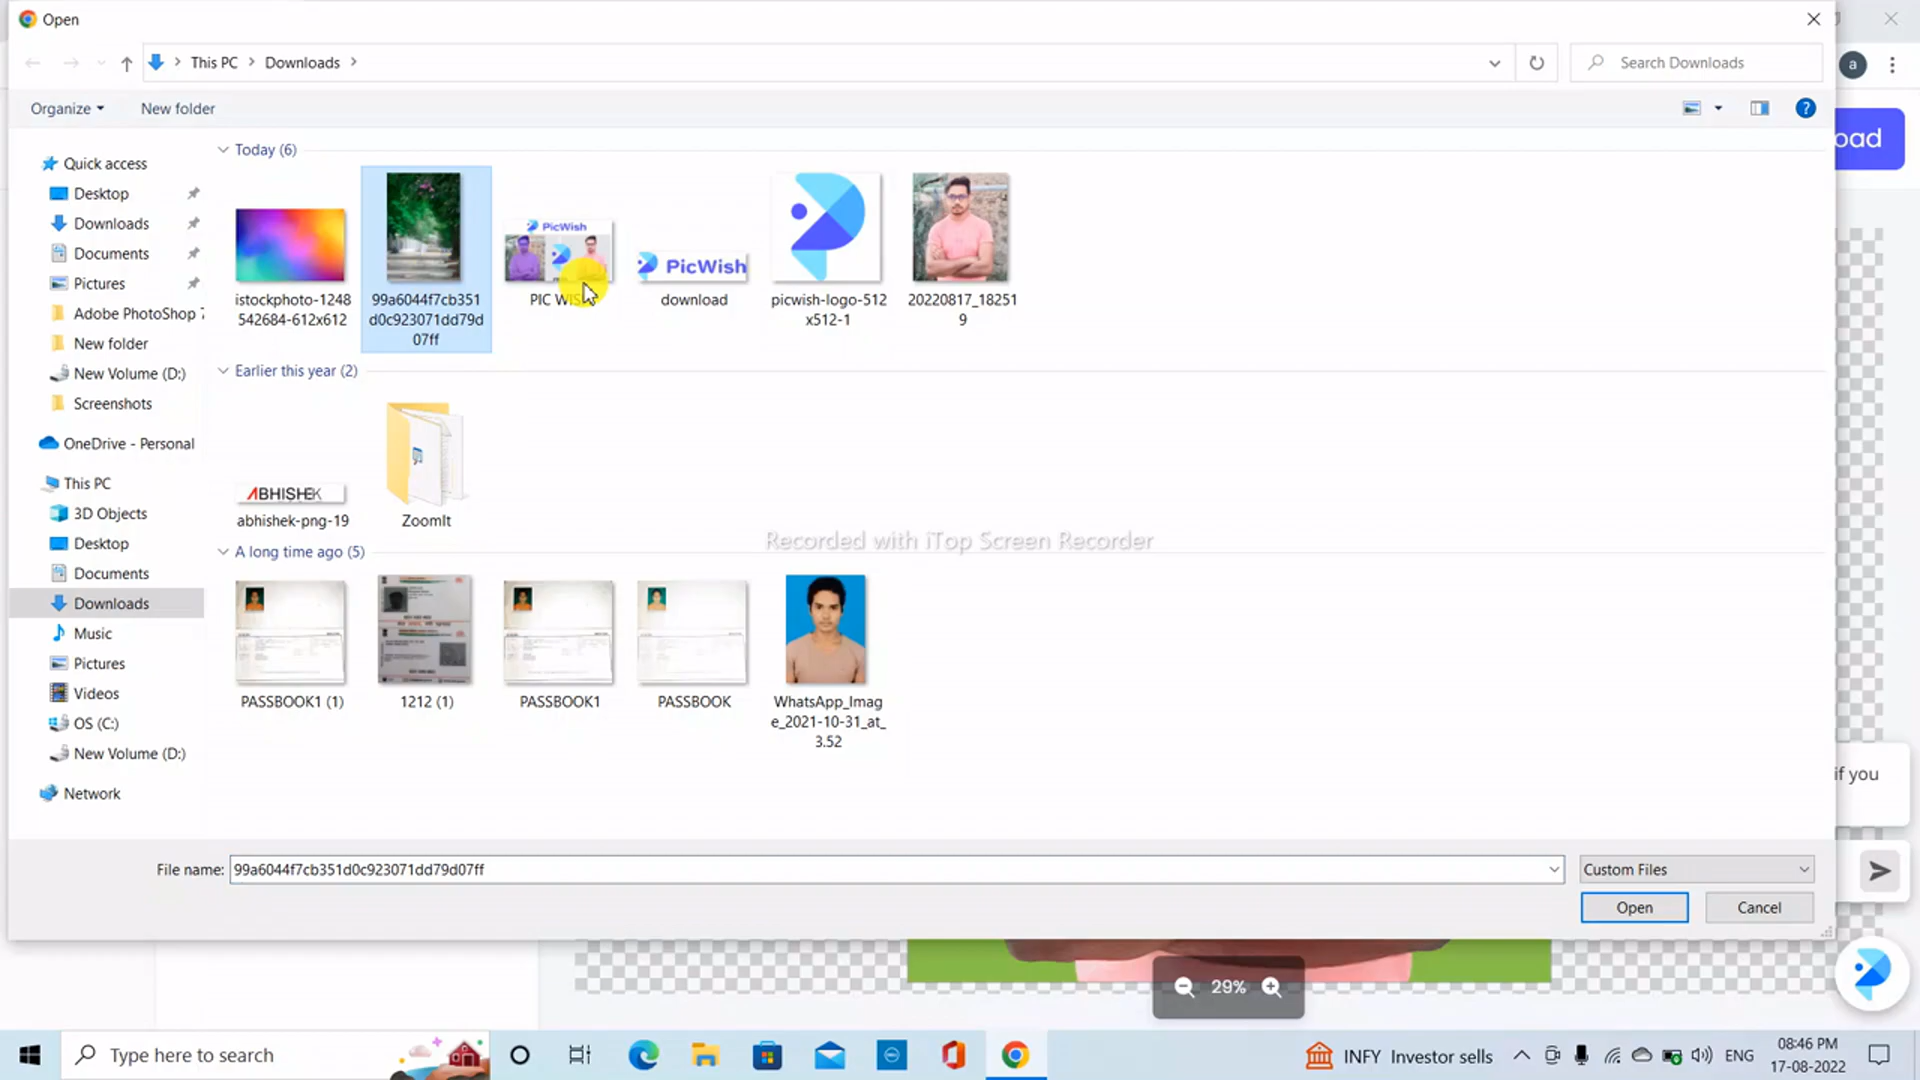 Open
This PC
Downloads
Search Downloads
a
Organize
New folder
oad
Quick access
Desktop
Downloads
Documents
Pictures
Adobe PhotoShop 7
New folder
New Volume (D:)
Screenshots
OneDrive - Personal
This PC
3D Objects
Desktop
Documents
Downloads
Music
Pictures
Videos
OS (C:)
New Volume (D:)
Network
Today (6)
PicWish
PicWish
istockphoto-1248
542684-612x612
99a6044f7cb351
d0c923071dd79d
07ff
PIC WISH
download
picwish-logo-512
x512-1
20220817_18251
9
Earlier this year (2)
ABHISHEK
abhishek-png-19
ZoomIt
Recorded with iTop Screen Recorder
A long time ago (5)
PASSBOOK1 (1)
1212 (1)
PASSBOOK1
PASSBOOK
WhatsApp_Imag
e_2021-10-31_at_
3.52
if you
File name:
99a6044f7cb351d0c923071dd79d07ff
Custom Files
Open
Cancel
29%
Type here to search
INFY Investor sells
ENG
08:46 PM
17-08-2022